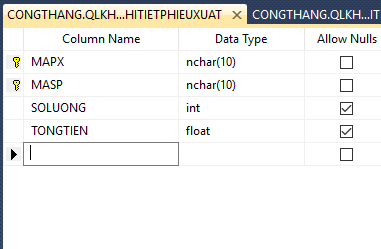 CONGTHANG.QLKH...HITIETPHIEUXUAT CONGTHANG.QLKH...IT
Column Name Data Type Allow Nulls
MAPX nchar(10)
MASP nchar(10)
SOLUONG int
TONGTIEN float